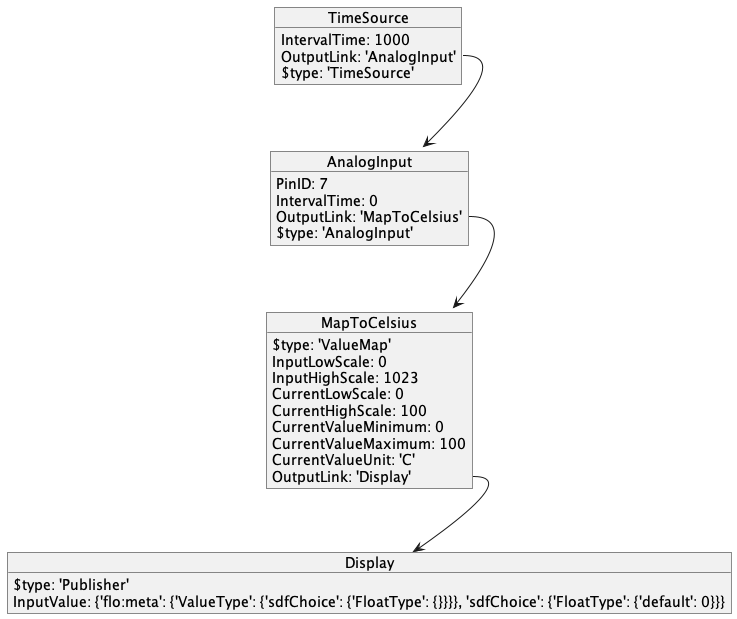 TimeSource
IntervalTime: 1000
OutputLink: 'AnalogInput'
$type: 'TimeSource'
AnalogInput
PinID: 7
IntervalTime: 0
OutputLink: 'MapToCelsius'
$type: 'AnalogInput'
MapToCelsius
$type: 'ValueMap'
InputLowScale: 0
InputHighScale: 1023
CurrentLowScale: 0
CurrentHighScale: 100
CurrentValueMinimum: 0
CurrentValueMaximum: 100
CurrentValueUnit: 'C'
OutputLink: 'Display'
Display
$type: 'Publisher'
InputValue: {'flo:meta': {'ValueType': {'sdfChoice': {'FloatType': {}}}}, 'sdfChoice': {'FloatType': {'default': 0}}}